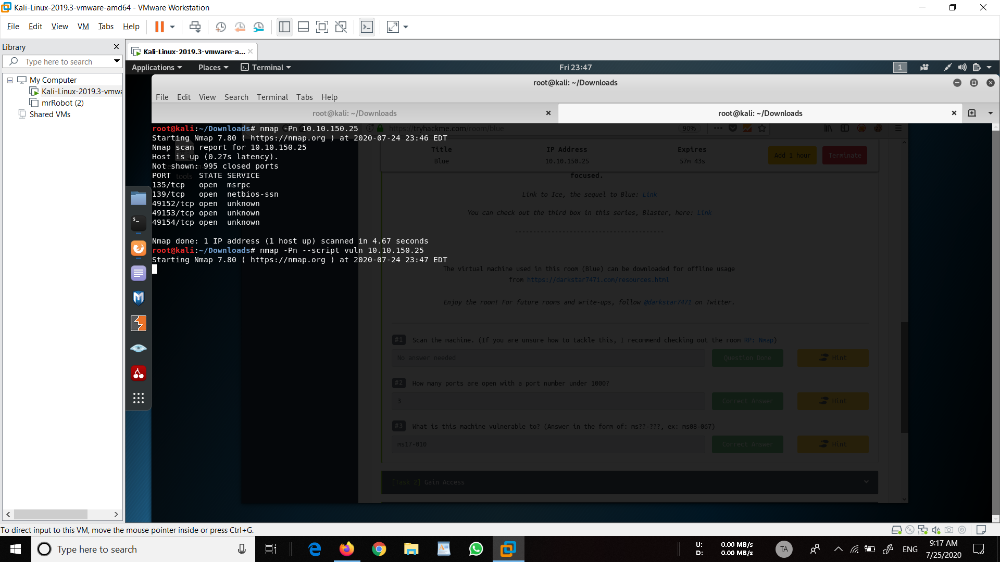 Kali-Linux-2019.3-vmware-amd64 - VMware Workstation
File Edit View VM Tabs Help
Library
Type here to search
My Computer
Kali-Linux-2019.3-vmwa
mrRobot (2)
Shared VMs
Kali-Linux-2019.3-vmware-a...
Applications Places Terminal Fri 23:47 1
root@kali: ~/Downloads
File Edit View Search Terminal Tabs Help
root@kali: ~/Downloads root@kali: ~/Downloads
root@kali:~/Downloads# nmap -Pn 10.10.150.25
Starting Nmap 7.80 ( https://nmap.org ) at 2020-07-24 23:46 EDT
Nmap scan report for 10.10.150.25
Host is up (0.27s latency).
Not shown: 995 closed ports
PORT STATE SERVICE
135/tcp open msrpc
139/tcp open netbios-ssn
49152/tcp open unknown
49153/tcp open unknown
49154/tcp open unknown
Nmap done: 1 IP address (1 host up) scanned in 4.67 seconds
root@kali:~/Downloads# nmap -Pn --script vuln 10.10.150.25
Starting Nmap 7.80 ( https://nmap.org ) at 2020-07-24 23:47 EDT
tools
https://tryhackme.com/room/blue 90%
Title IP Address Expires
Blue 10.10.150.25 57m 43s
Add 1 hour Terminate
focused.
Link to Ice, the sequel to Blue: Link
You can check out the third box in this series, Blaster, here: Link
----------------------------------------
The virtual machine used in this room (Blue) can be downloaded for offline usage
from https://darkstar7471.com/resources.html
Enjoy the room! For future rooms and write-ups, follow @darkstar7471 on Twitter.
#1 Scan the machine. (If you are unsure how to tackle this, I recommend checking out the room RP: Nmap)
No answer needed Question Done Hint
#2 How many ports are open with a port number under 1000?
3 Correct Answer Hint
#3 What is this machine vulnerable to? (Answer in the form of: ms??-???, ex: ms08-067)
ms17-010 Correct Answer Hint
[Task 2] Gain Access
To direct input to this VM, move the mouse pointer inside or press Ctrl+G.
Type here to search
U: 0.00 MB/s
D: 0.00 MB/s
TA
ENG
9:17 AM
7/25/2020